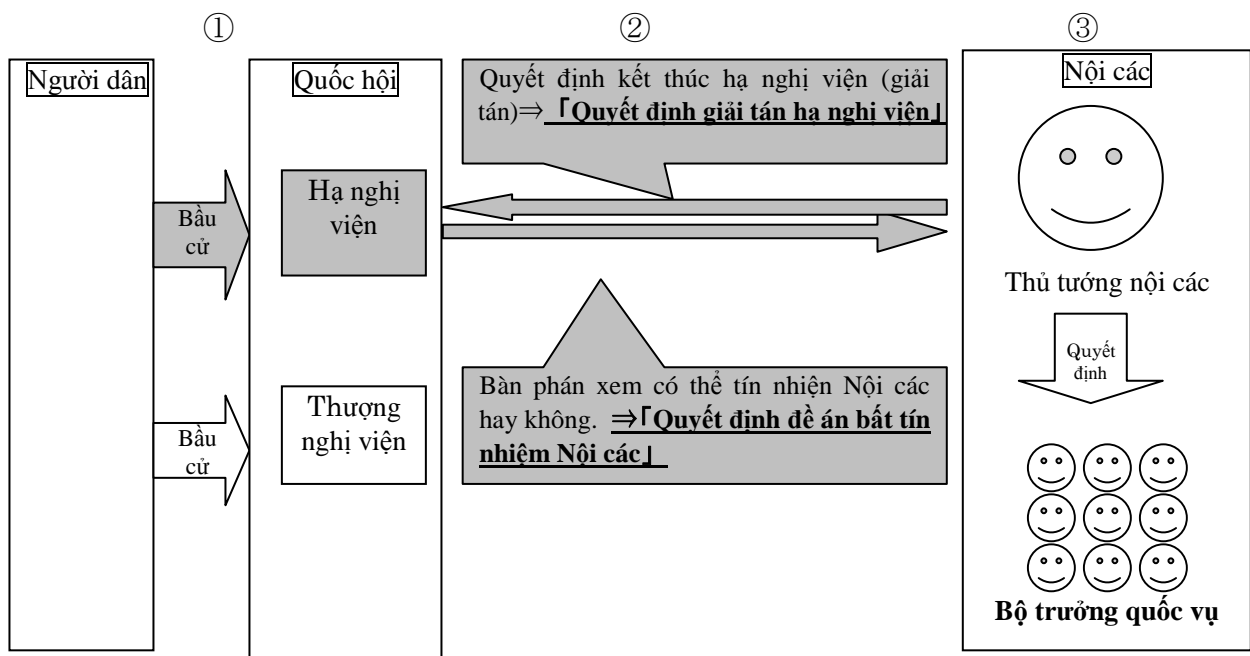 ①
②
③
Người dân
Quốc hội
Quyết định kết thúc hạ nghị viện (giải
tán)⇒「Quyết định giải tán hạ nghị viện」
Nội các
Bầu
cử
Hạ nghị
viện
Thủ tướng nội các
Quyết
định
Bầu
cử
Thượng
nghị viện
Bàn phán xem có thể tín nhiện Nội các
hay không. ⇒「Quyết định đề án bất tín
nhiệm Nội các」
Bộ trưởng quốc vụ